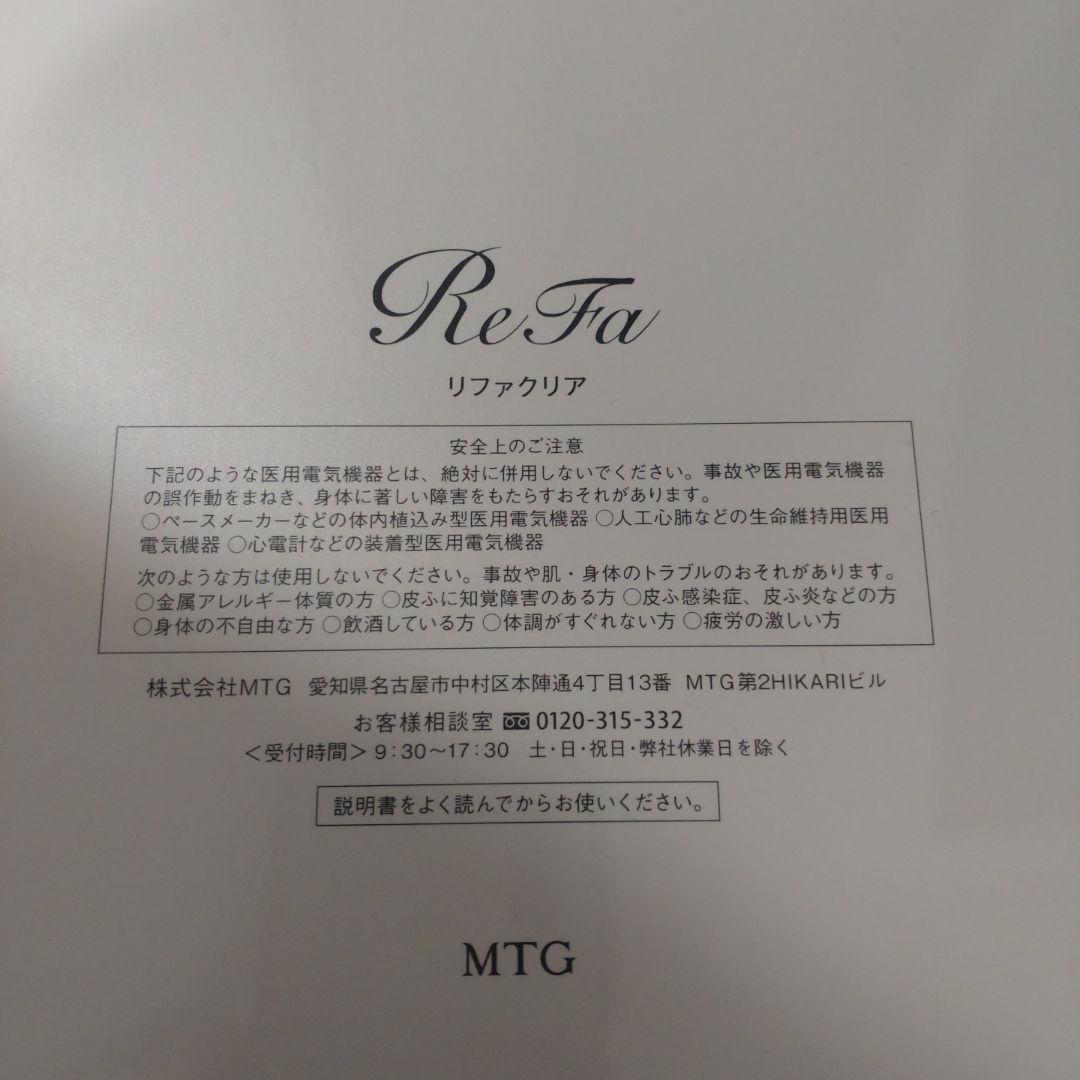 ReFa
リファクリア
安全上のご注意
下記のような医用電気機器とは、絶対に併用しないでください。事故や医用電気機器
の誤作動をまねき、身体に著しい障害をもたらすおそれがあります。
○ペースメーカーなどの体内植込み型医用電気機器 ○人工心肺などの生命維持用医用
電気機器 ○心電計などの装着型医用電気機器
次のような方は使用しないでください。事故や肌・身体のトラブルのおそれがあります。
○金属アレルギー体質の方 ○皮ふに知覚障害のある方 ○皮ふ感染症、皮ふ炎などの方
○身体の不自由な方 ○飲酒している方 ○体調がすぐれない方 ○疲労の激しい方
株式会社MTG 愛知県名古屋市中村区本陣通4丁目13番 MTG第2HIKARIビル
お客様相談室 0120-315-332
＜受付時間＞9:30〜17:30 土・日・祝日・弊社休業日を除く
説明書をよく読んでからお使いください。
MTG